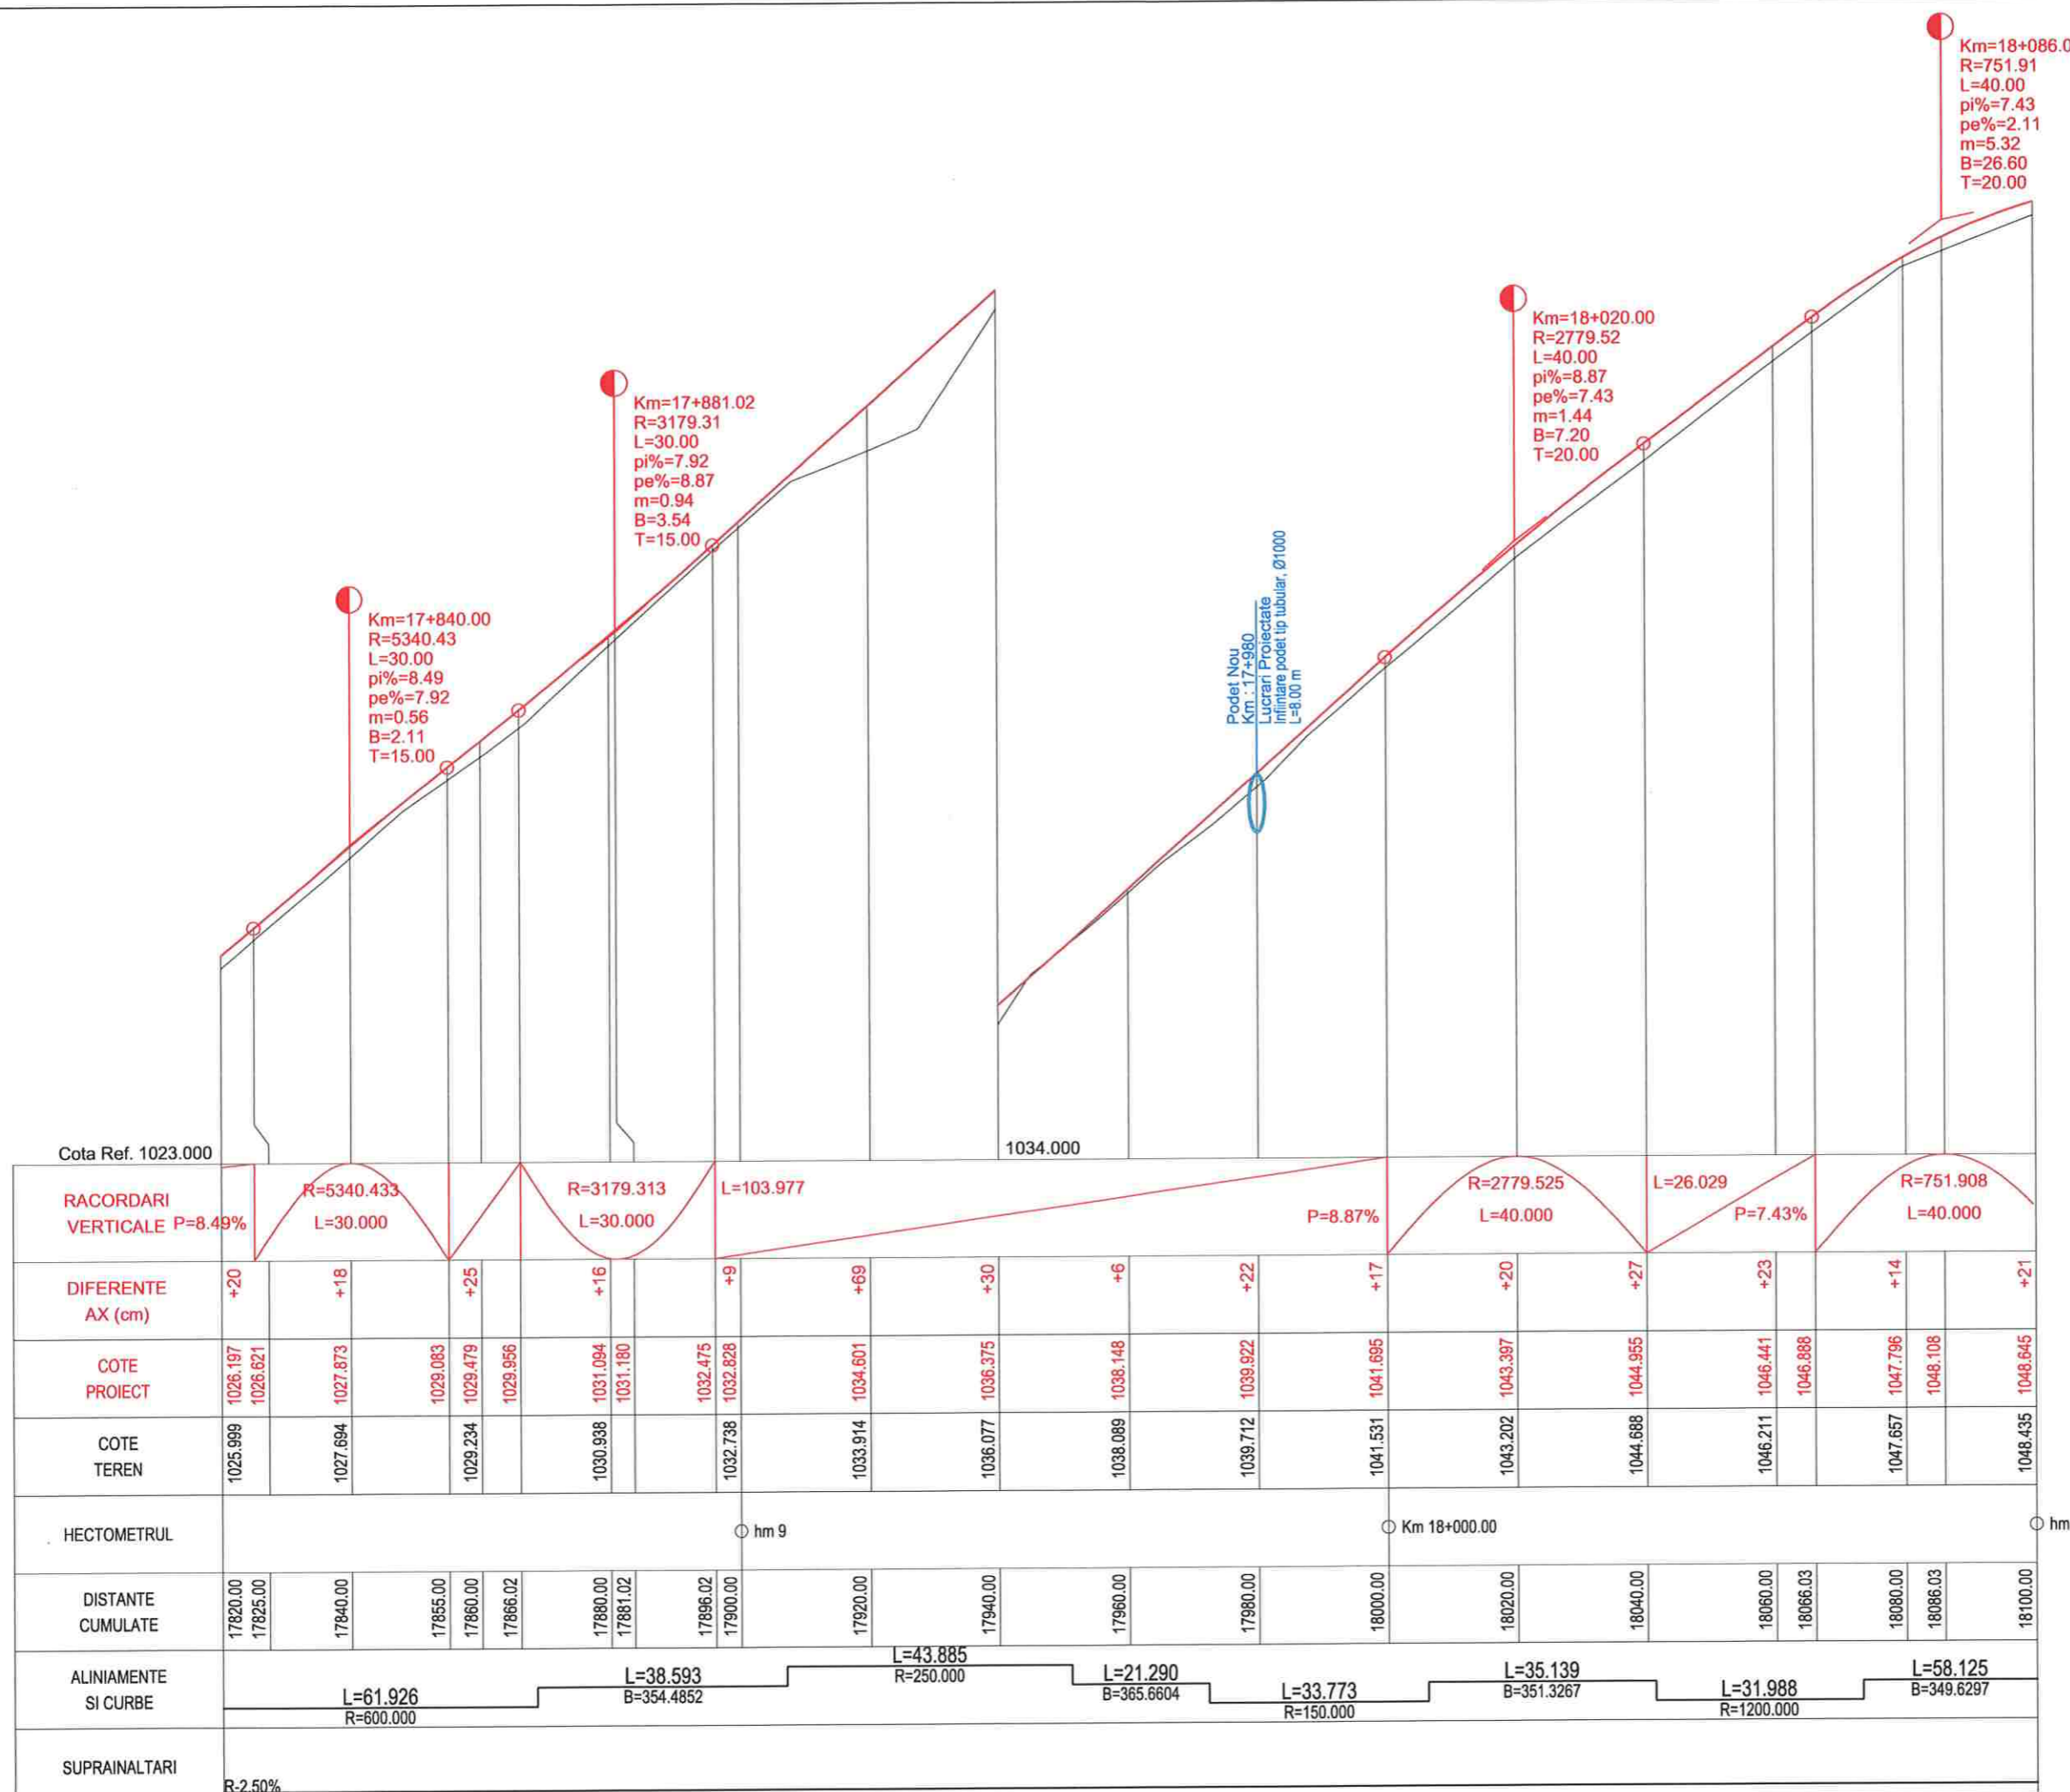 Km=18+086.0
R=751.91
L=40.00
pi%=7.43
pe%=2.11
m=5.32
B=26.60
T=20.00
Km=18+020.00
R=2779.52
L=40.00
pi%=8.87
pe%=7.43
m=1.44
B=7.20
T=20.00
Km=17+881.02
R=3179.31
L=30.00
pi%=7.92
pe%=8.87
m=0.94
B=3.54
T=15.00
Km=17+840.00
R=5340.43
L=30.00
pi%=8.49
pe%=7.92
m=0.56
B=2.11
T=15.00
Podet Nou
Km : 17+980
Lucrari Proiectate
Infiintare podet tip tubular, Ø1000
L=8.00 m
Cota Ref. 1023.000
1034.000
RACORDARI
VERTICALE
P=8.49%
R=5340.433
L=30.000
R=3179.313
L=30.000
L=103.977
P=8.87%
R=2779.525
L=40.000
L=26.029
P=7.43%
R=751.908
L=40.000
DIFERENTE
AX (cm)
+20
+18
+25
+16
+9
+69
+30
+6
+22
+17
+20
+27
+23
+14
+21
COTE
PROIECT
1026.197
1026.621
1027.873
1029.083
1029.479
1029.956
1031.094
1031.180
1032.475
1032.828
1034.601
1036.375
1038.148
1039.922
1041.695
1043.397
1044.955
1046.441
1046.888
1047.796
1048.108
1048.645
COTE
TEREN
1025.999
1027.694
1029.234
1030.938
1032.738
1033.914
1036.077
1038.089
1039.712
1041.531
1043.202
1044.688
1046.211
1047.657
1048.435
HECTOMETRUL
hm 9
Km 18+000.00
hm
DISTANTE
CUMULATE
17820.00
17825.00
17840.00
17855.00
17860.00
17866.02
17880.00
17881.02
17896.02
17900.00
17920.00
17940.00
17960.00
17980.00
18000.00
18020.00
18040.00
18060.00
18066.03
18080.00
18086.03
18100.00
ALINIAMENTE
SI CURBE
L=61.926
R=600.000
L=38.593
B=354.4852
L=43.885
R=250.000
L=21.290
B=365.6604
L=33.773
R=150.000
L=35.139
B=351.3267
L=31.988
R=1200.000
L=58.125
B=349.6297
SUPRAINALTARI
R-2.50%